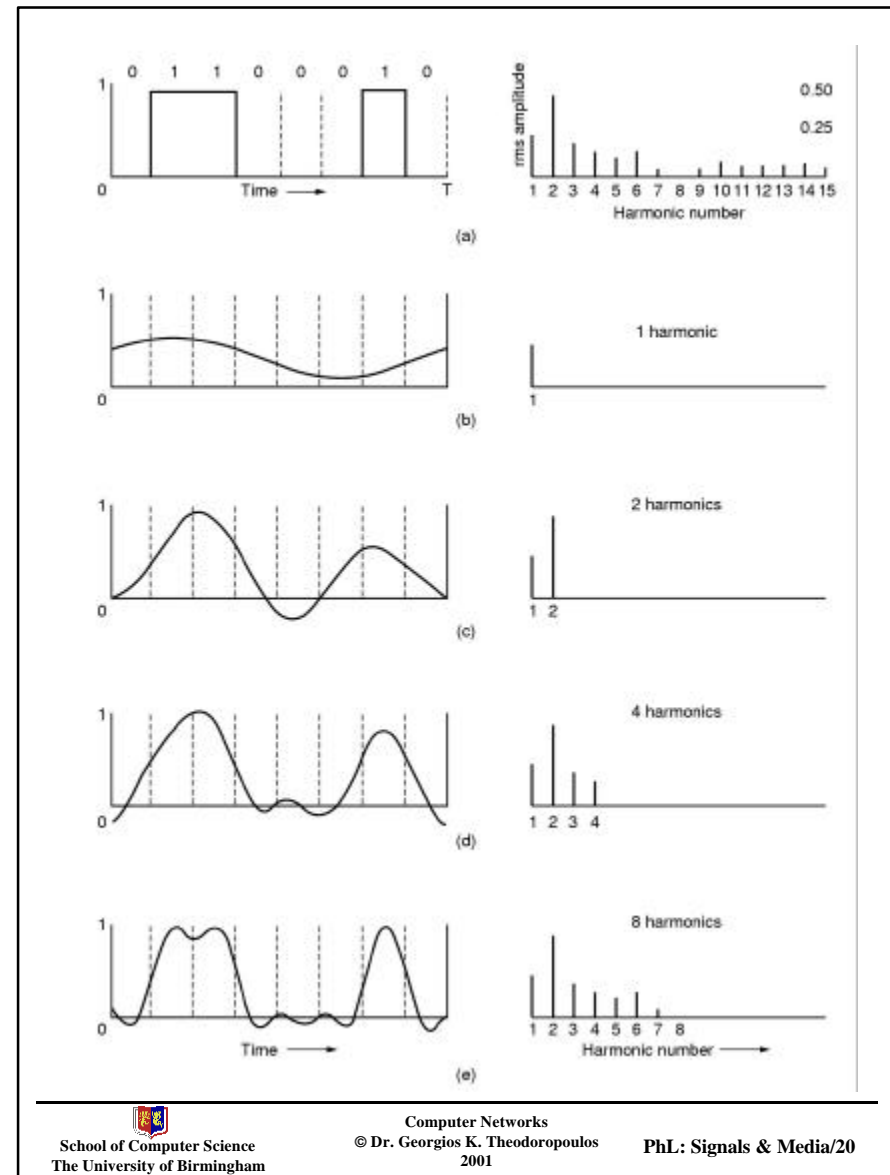 0 1 1 0 0 0 1 0
1
0
Time
T
rms amplitude
0.50
0.25
1 2 3 4 5 6 7 8 9 10 11 12 13 14 15
Harmonic number
(a)
1
0
1 harmonic
1
(b)
1
0
2 harmonics
1 2
(c)
1
0
4 harmonics
1 2 3 4
(d)
1
0
Time
8 harmonics
1 2 3 4 5 6 7 8
Harmonic number
(e)
School of Computer Science
The University of Birmingham
Computer Networks
© Dr. Georgios K. Theodoropoulos
2001
PhL: Signals & Media/20